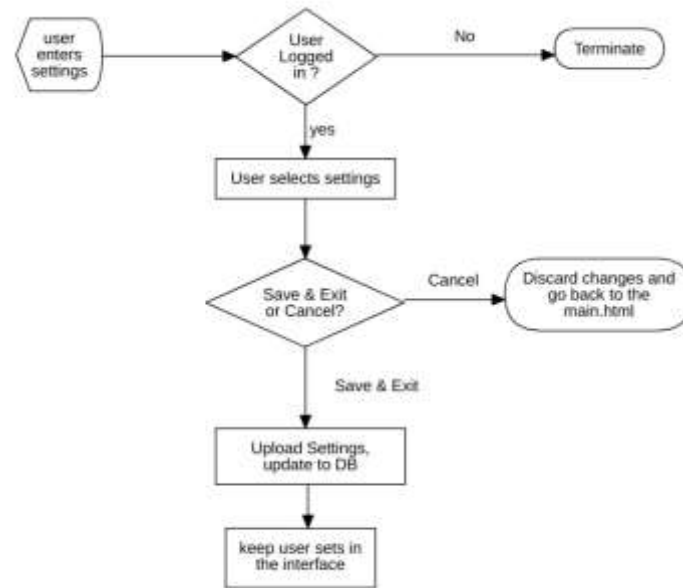 user
enters
settings
User
Logged
in ?
No
Terminate
yes
User selects settings
Save & Exit
or Cancel?
Cancel
Discard changes and
go back to the
main.html
Save & Exit
Upload Settings,
update to DB
keep user sets in
the interface